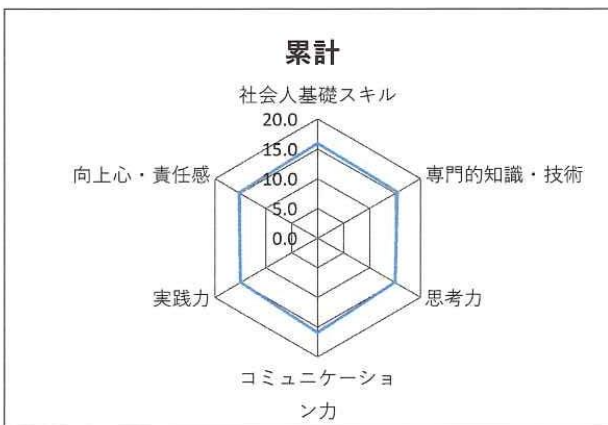 累計
社会人基礎スキル
20.0
15.0
10.0
5.0
0.0
専門的知識・技術
思考力
コミュニケーショ
ン力
実践力
向上心・責任感